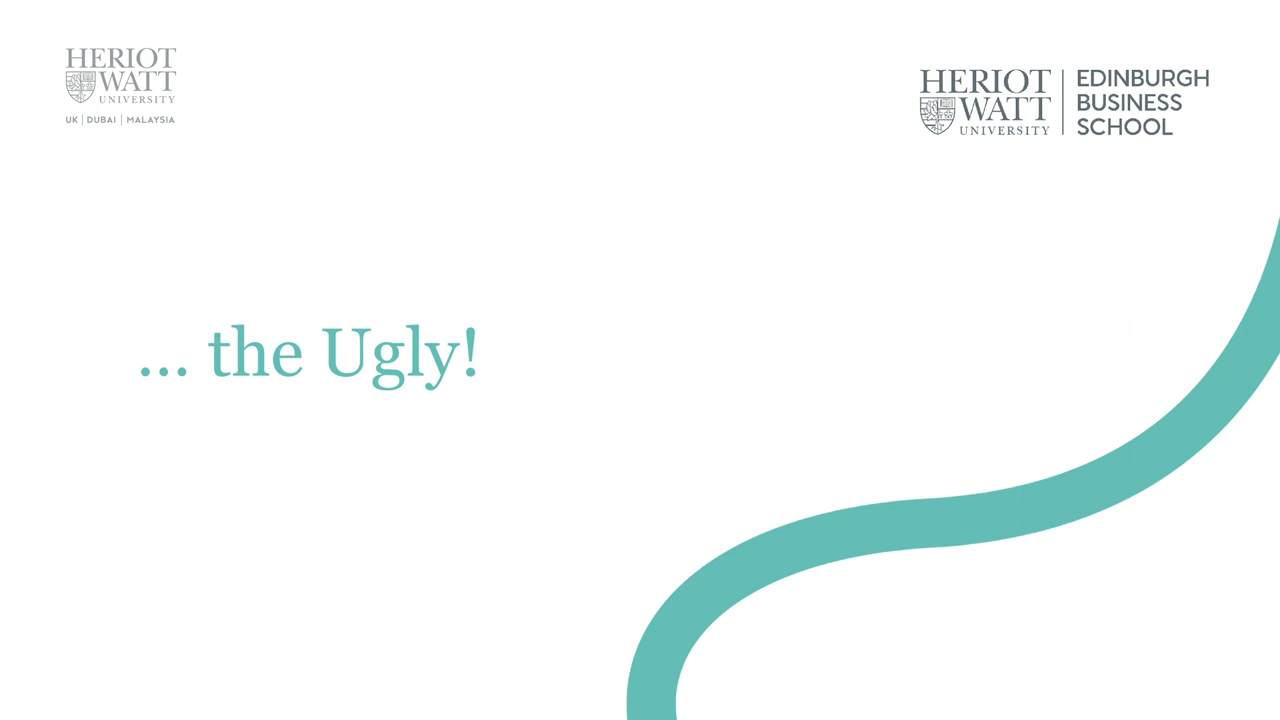 HERIOT
WATT
UNIVERSITY
UK | DUBAI | MALAYSIA
HERIOT
WATT
UNIVERSITY
EDINBURGH
BUSINESS
SCHOOL
... the Ugly!